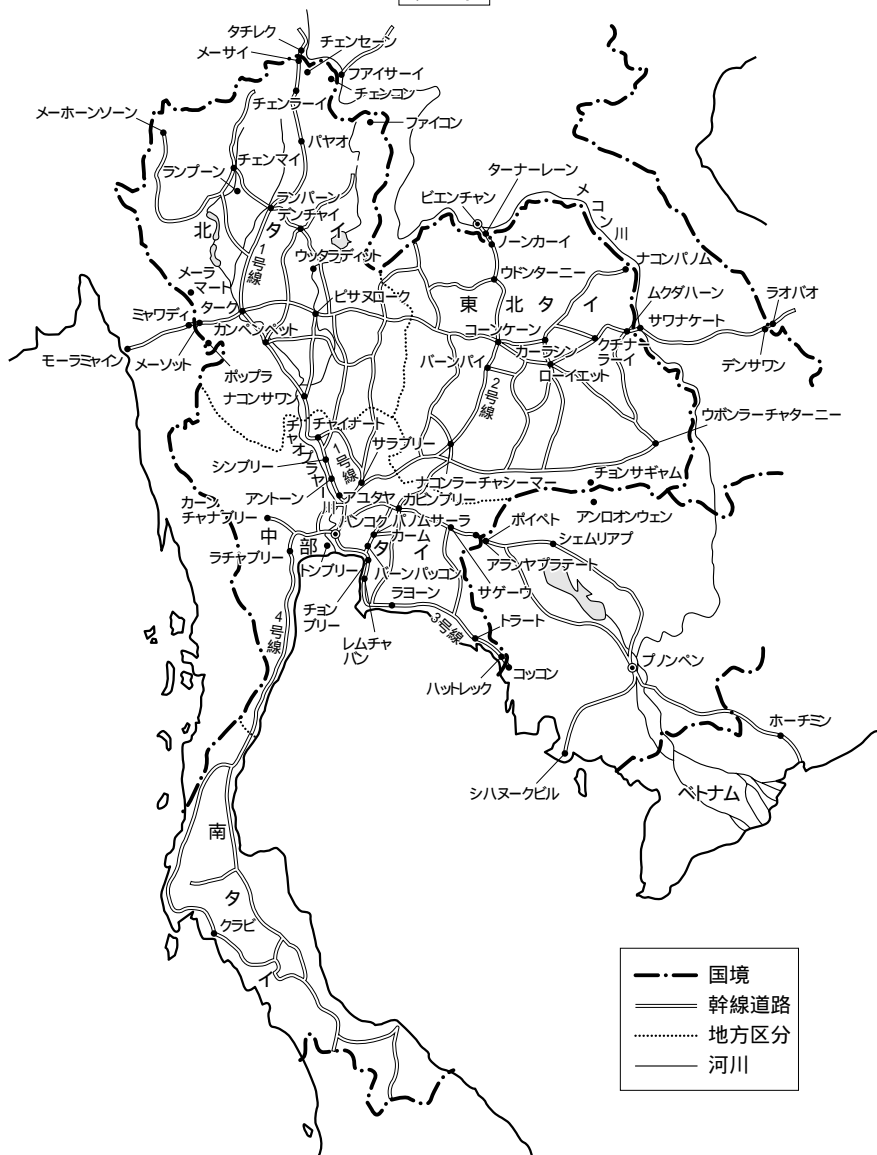 タチレク
メーサイ
チェンセーン
フアイサーイ
チェンコン
チェンラーイ
メーホーンソーン
ファイコン
パヤオ
チェンマイ
ランプーン
ランパーン
デンチャイ
北タイ
1号線
ウッタラディット
ターナーレーン
ビエンチャン
メコン川
ノーンカーイ
ウドンターニー
ナコンパノム
東北タイ
ムクダハーン
ラオバオ
サワナケート
デンサワン
メーラマート
ミャワディ
ターク
ピサヌローク
カンペンペット
モーラミャイン
メーソット
ポップラ
コーンケーン
カーラシン
クチナーラーイ
バーンパイ
ローイエット
2号線
ナコンサワン
チャイナート
チャオプラヤー川
1号線
サラブリー
ウボンラーチャターニー
シンブリー
ナコンラーチャシーマー
チョンサガャム
アントーン
アユタヤ
カビンブリー
アンロオンウェン
カーンチャナブリー
バンコク
パノムサーラカーム
ポイペト
シェムリアプ
中部タイ
ラチャブリー
トンブリー
バーンパッコン
アランヤプラテート
サゲーウ
チョンブリー
ラヨーン
4号線
3号線
トラート
レムチャバン
ハットレック
コッコン
プノンペン
ホーチミン
シハヌークビル
ベトナム
南タイ
クラビ
国境
幹線道路
地方区分
河川